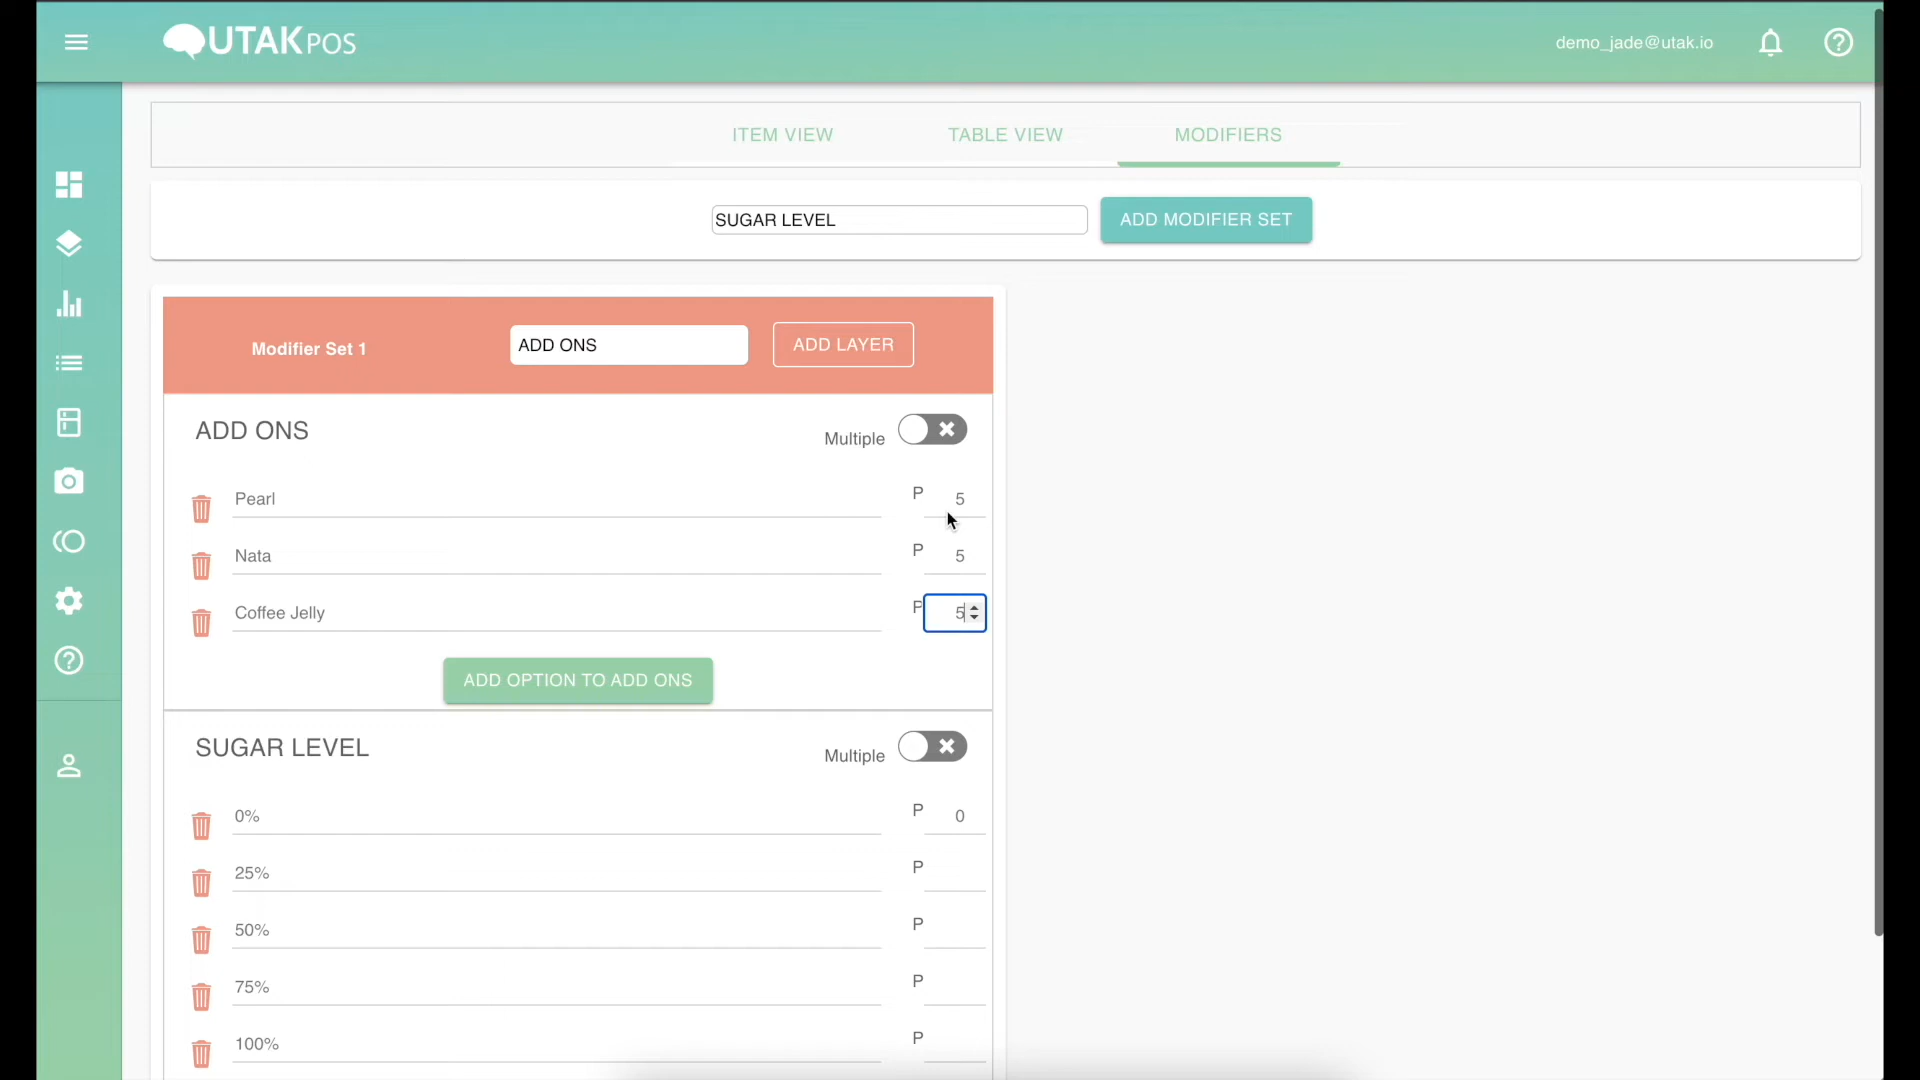 UTAKPOS
demo_jade@utak.io
ITEM VIEW
TABLE VIEW
MODIFIERS
SUGAR LEVEL
ADD MODIFIER SET
Modifier Set 1
ADD ONS
ADD LAYER
ADD ONS
Multiple
Pearl P 5
Nata P 5
Coffee Jelly P 5
ADD OPTION TO ADD ONS
SUGAR LEVEL
Multiple
0% P 0
25% P
50% P
75% P
100% P